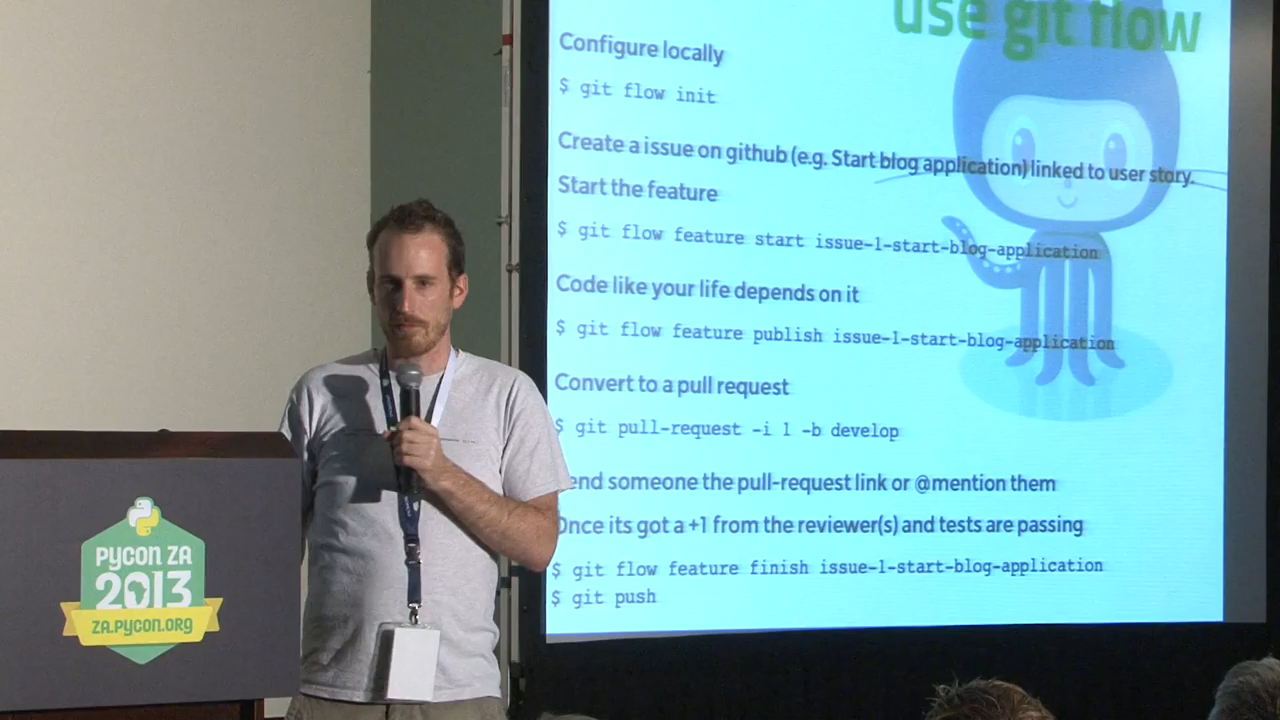 use git flow
Configure locally
$ git flow init
Create a issue on github (e.g. Start blog application) linked to user story.
Start the feature
$ git flow feature start issue-1-start-blog-application
Code like your life depends on it
$ git flow feature publish issue-1-start-blog-application
Convert to a pull request
$ git pull-request -i 1 -b develop
end someone the pull-request link or @mention them
Once its got a +1 from the reviewer(s) and tests are passing
$ git flow feature finish issue-1-start-blog-application
$ git push
PYCON ZA
2013
ZA.PYCON.ORG